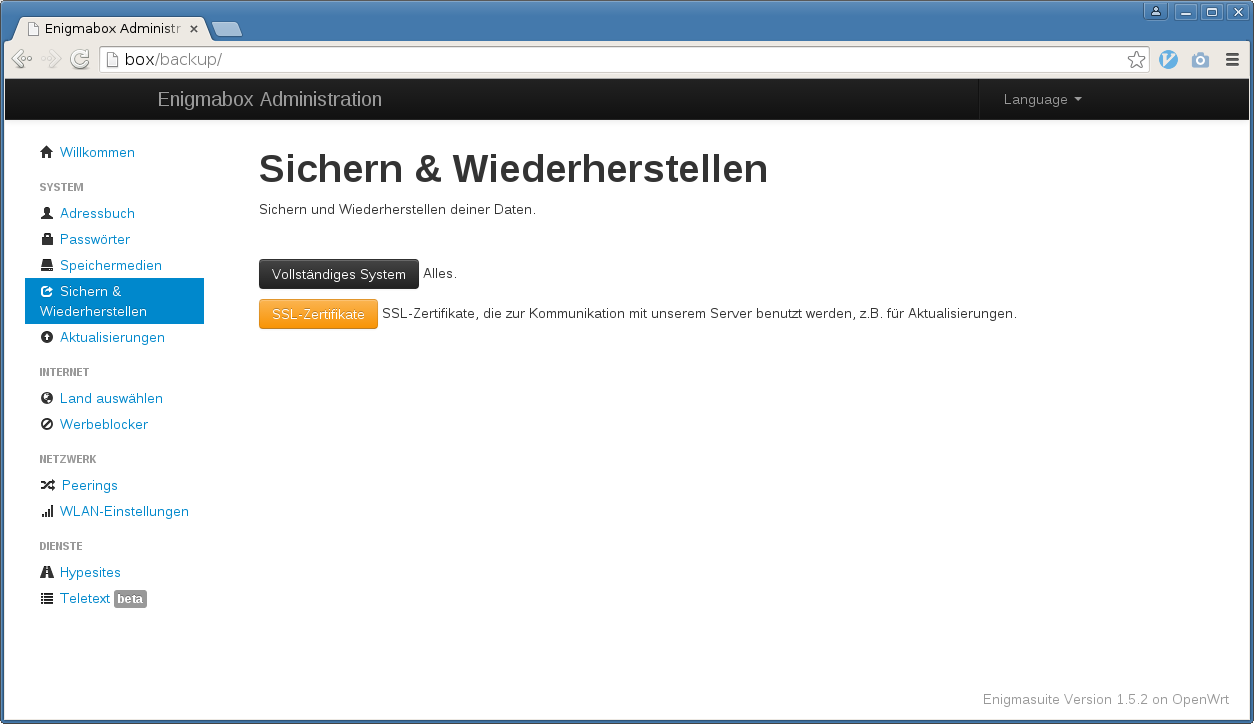 Enigmabox Administr
box/backup/
Enigmabox Administration
Language
Willkommen
SYSTEM
Adressbuch
Passwörter
Speichermedien
Sichern &
Wiederherstellen
Aktualisierungen
INTERNET
Land auswählen
Werbeblocker
NETZWERK
Peerings
WLAN-Einstellungen
DIENSTE
Hypesites
Teletext beta
Sichern & Wiederherstellen
Sichern und Wiederherstellen deiner Daten.
Vollständiges System Alles.
SSL-Zertifikate SSL-Zertifikate, die zur Kommunikation mit unserem Server benutzt werden, z.B. für Aktualisierungen.
Enigmasuite Version 1.5.2 on OpenWrt